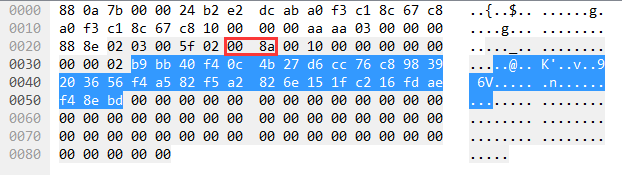 0000 88 0a 7b 00 00 24 b2 e2 dc ab a0 f3 c1 8c 67 c8 ..{..$.. ......g.
0010 a0 f3 c1 8c 67 c8 10 00 00 00 aa aa 03 00 00 00 ....g... ........
0020 88 8e 02 03 00 5f 02 00 8a 00 10 00 00 00 00 00 ....._.. ........
0030 00 00 02 b9 bb 40 f4 0c 4b 27 d6 cc 76 c8 98 39 .....@.. K'..v..9
0040 20 36 56 f4 a5 82 f5 a2 82 6e 15 1f c2 16 fd ae 6V..... .n......
0050 f4 8e bd 00 00 00 00 00 00 00 00 00 00 00 00 00 ........ ........
0060 00 00 00 00 00 00 00 00 00 00 00 00 00 00 00 00 ........ ........
0070 00 00 00 00 00 00 00 00 00 00 00 00 00 00 00 00 ........ ........
0080 00 00 00 00 00 .....